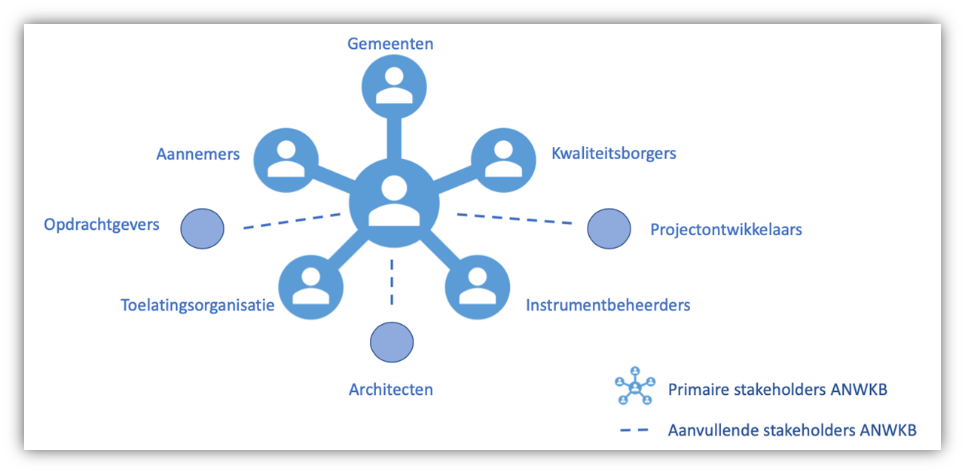 Gemeenten
Aannemers
Kwaliteitsborgers
Opdrachtgevers
Projectontwikkelaars
Toelatingsorganisatie
Instrumentbeheerders
Architecten
Primaire stakeholders ANWKB
Aanvullende stakeholders ANWKB